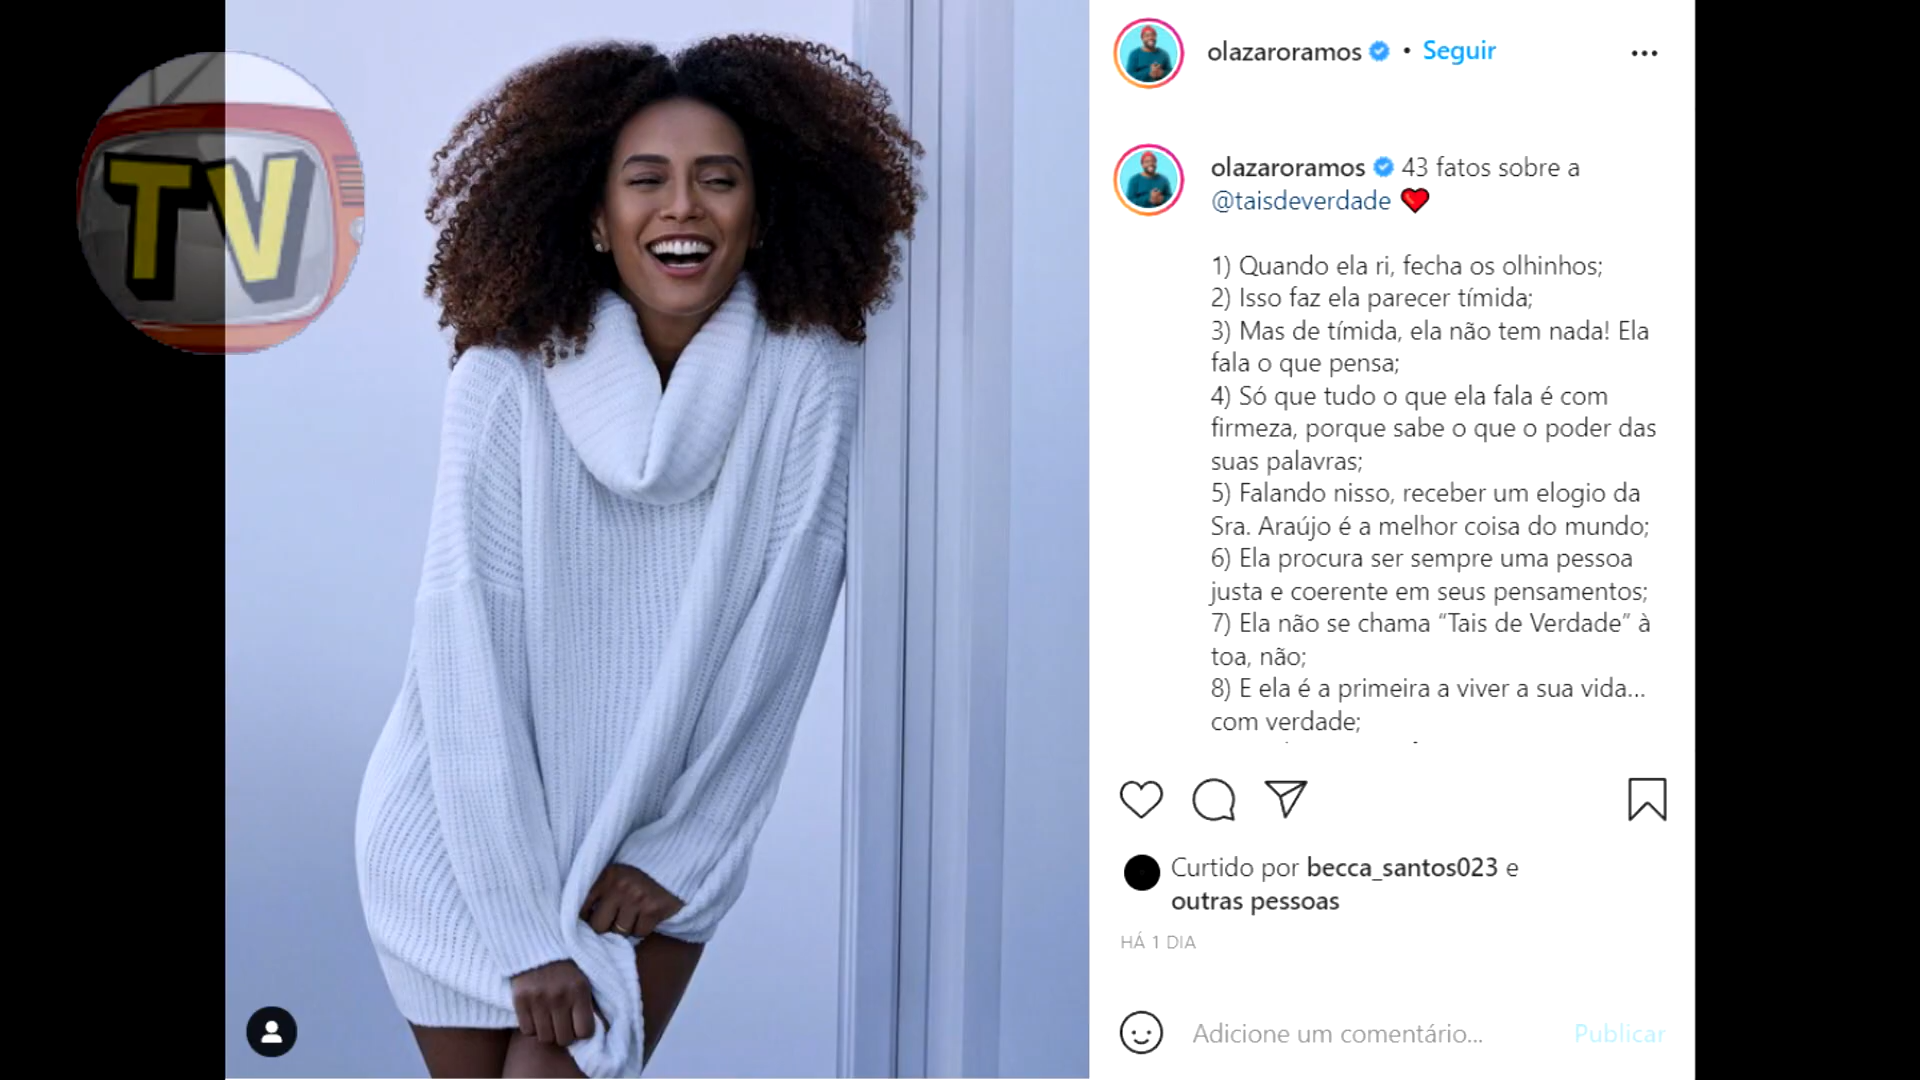 TV
olazaroramos • Seguir
olazaroramos 43 fatos sobre a
@taisdeverdade ❤️
1) Quando ela ri, fecha os olhinhos;
2) Isso faz ela parecer tímida;
3) Mas de tímida, ela não tem nada! Ela
fala o que pensa;
4) Só que tudo o que ela fala é com
firmeza, porque sabe o que o poder das
suas palavras;
5) Falando nisso, receber um elogio da
Sra. Araújo é a melhor coisa do mundo;
6) Ela procura ser sempre uma pessoa
justa e coerente em seus pensamentos;
7) Ela não se chama “Tais de Verdade” à
toa, não;
8) E ela é a primeira a viver a sua vida...
com verdade;
Curtido por becca_santos023 e
outras pessoas
HÁ 1 DIA
Adicione um comentário... Publicar